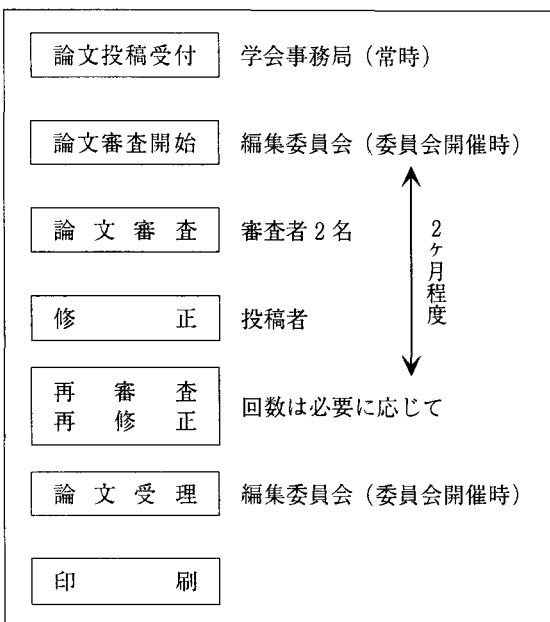 論文投稿受付 学会事務局（常時）
論文審査開始 編集委員会（委員会開催時）
論文審査 審査者2名
2ヶ月程度
修正 投稿者
再審査
再修正 回数は必要に応じて
論文受理 編集委員会（委員会開催時）
印刷